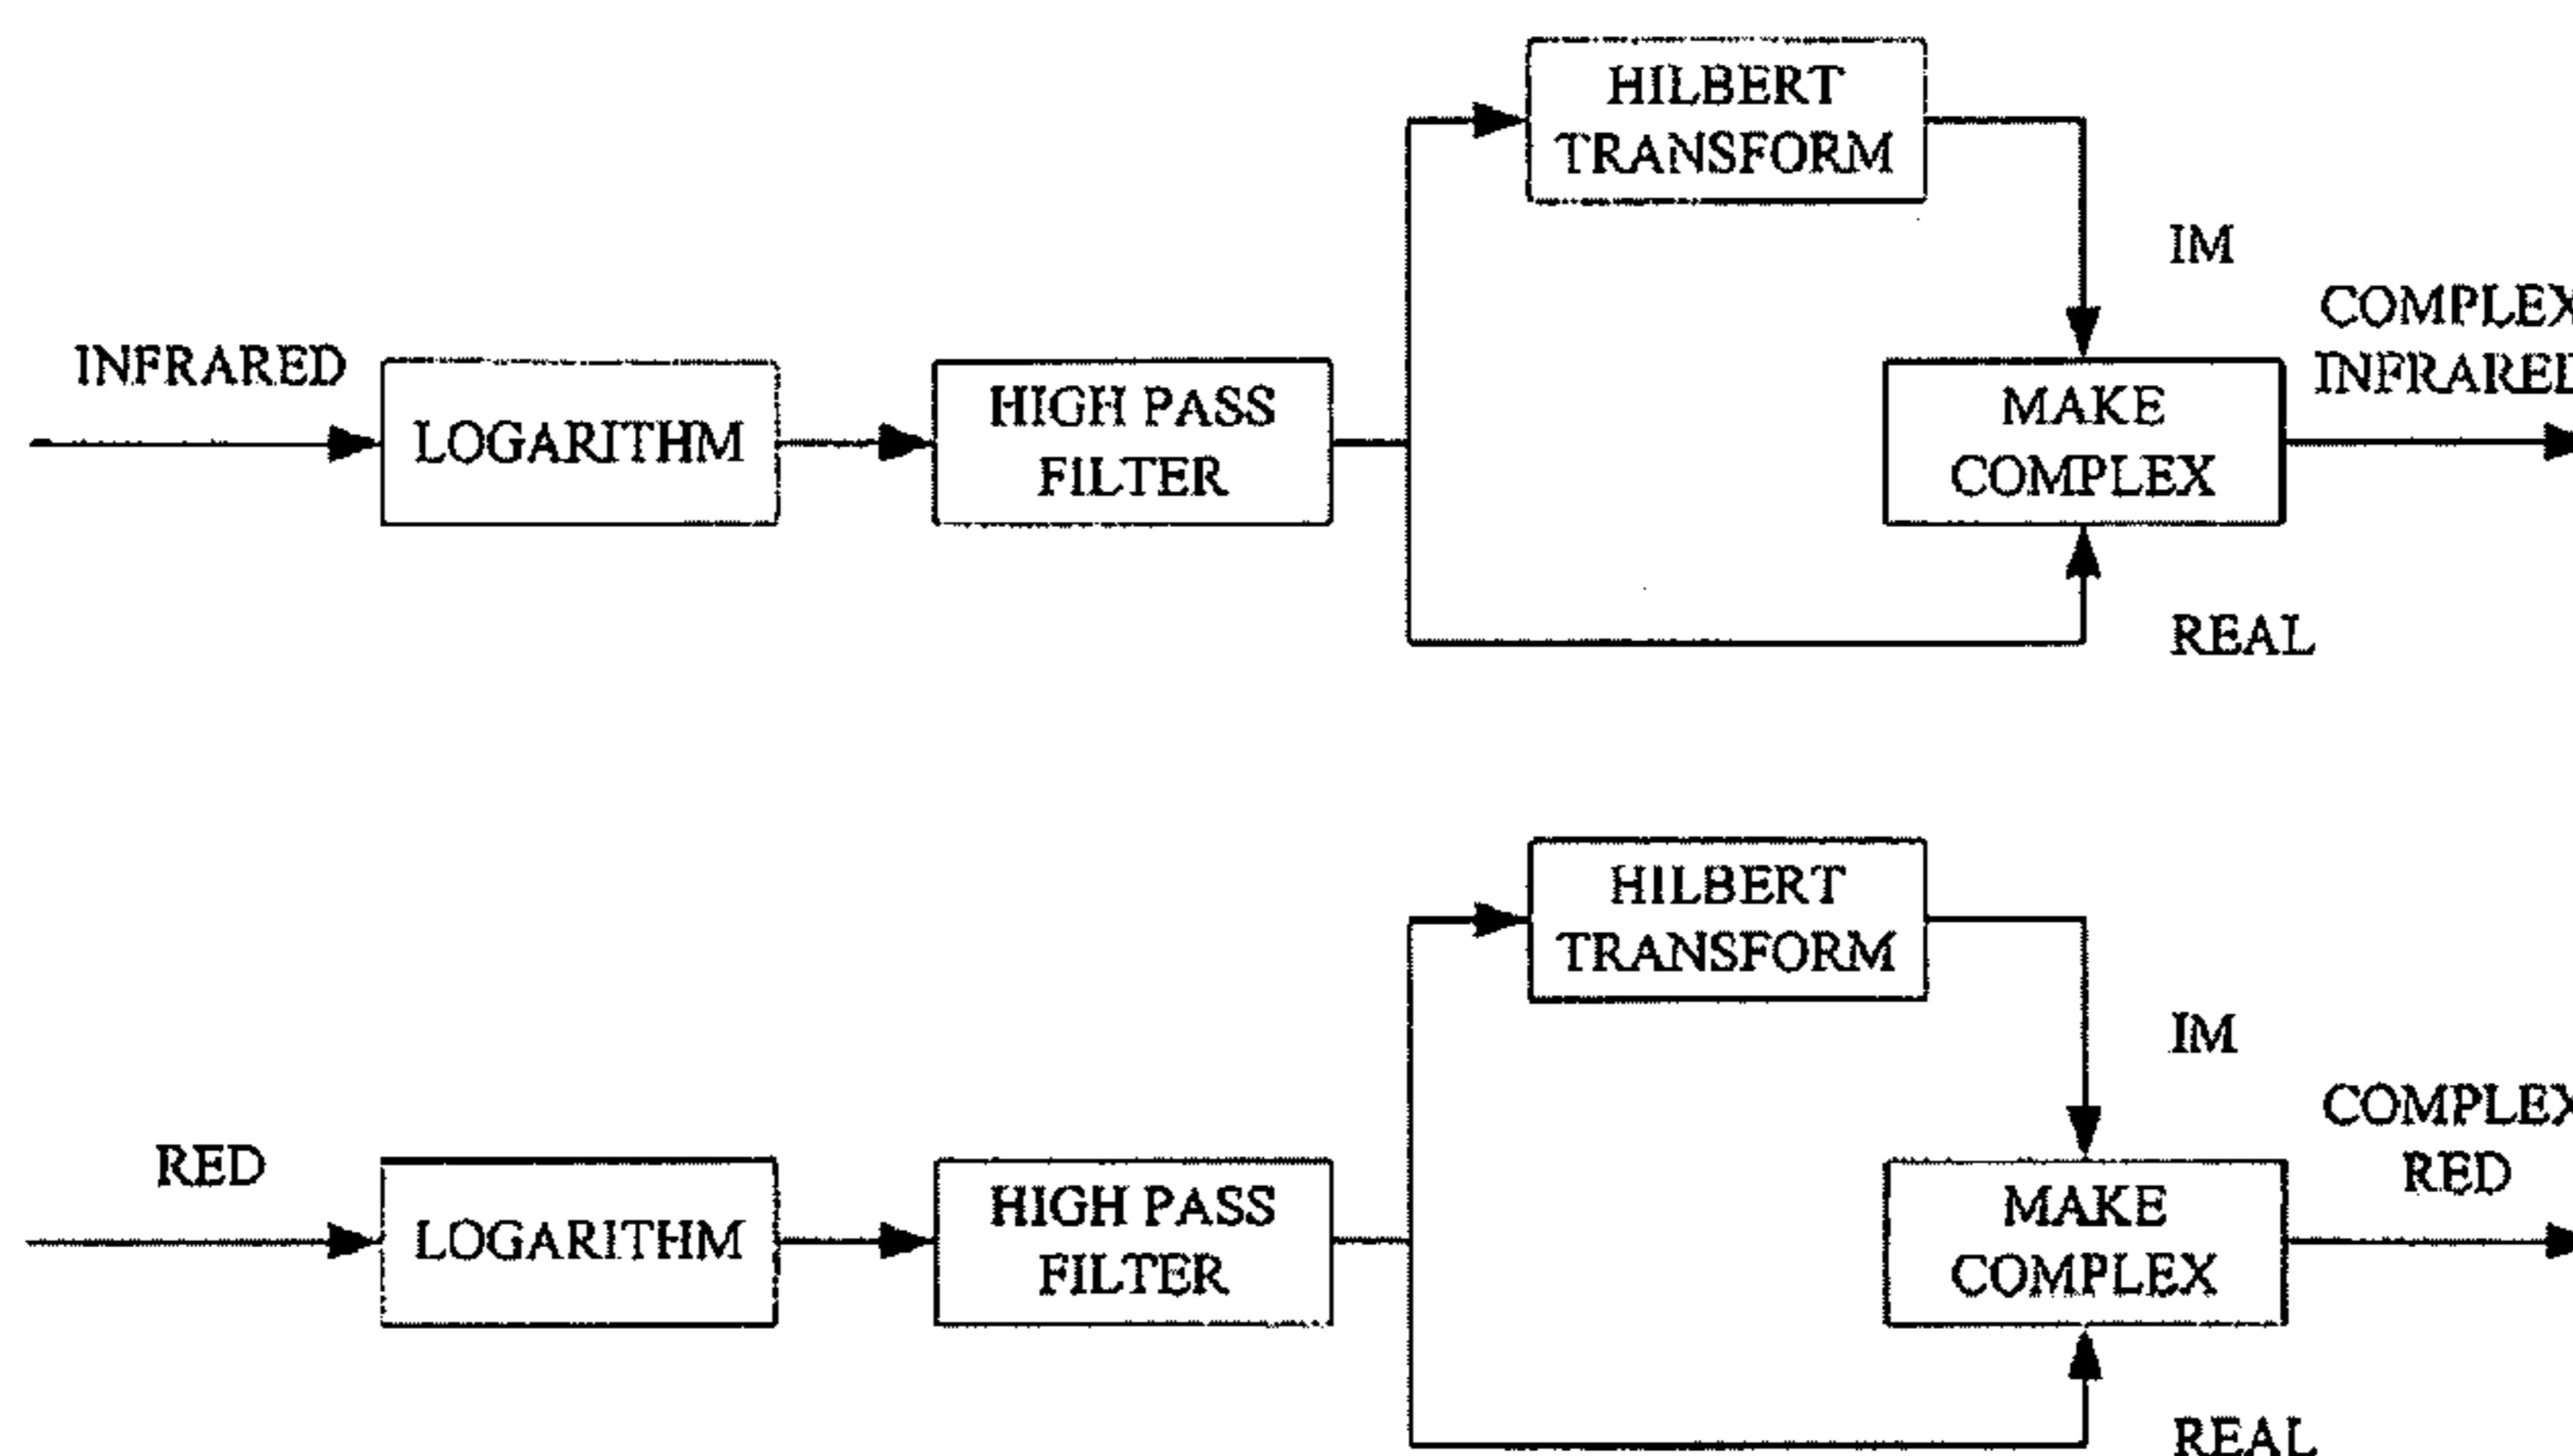 HILBERT
TRANSFORM
IM
COMPLEX
INFRARED
INFRARED
LOGARITHM
HIGH PASS
FILTER
MAKE
COMPLEX
REAL
HILBERT
TRANSFORM
IM
COMPLEX
RED
RED
LOGARITHM
HIGH PASS
FILTER
MAKE
COMPLEX
REAL